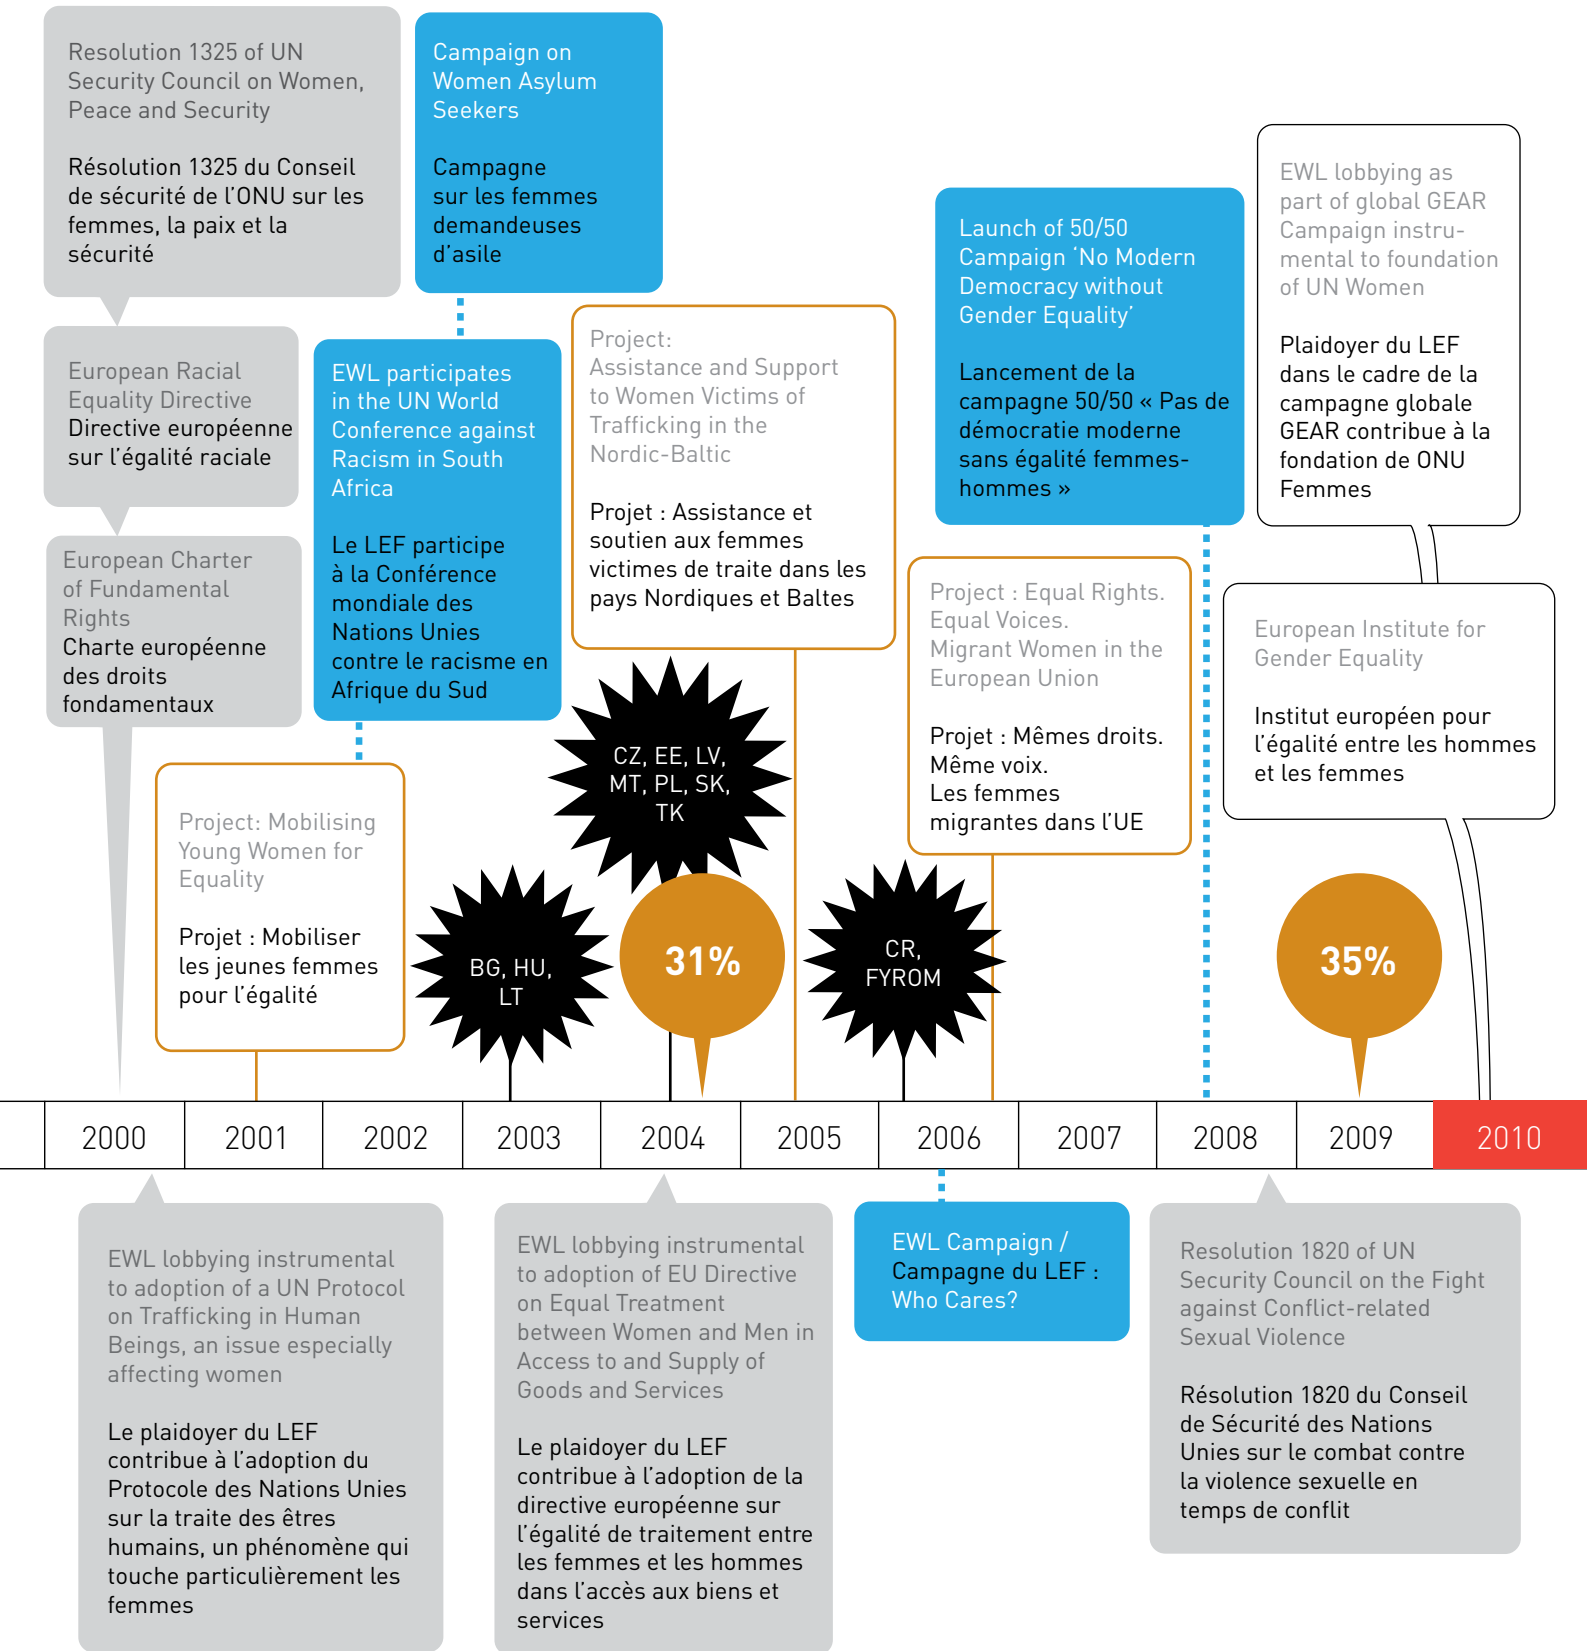 Resolution 1325 of UN
Security Council on Women,
Peace and Security
Résolution 1325 du Conseil
de sécurité de l’ONU sur les
femmes, la paix et la
sécurité
European Racial
Equality Directive
Directive européenne
sur l’égalité raciale
European Charter
of Fundamental
Rights
Charte européenne
des droits
fondamentaux
Campaign on
Women Asylum
Seekers
Campagne
sur les femmes
demandeuses
d’asile
EWL participates
in the UN World
Conference against
Racism in South
Africa
Le LEF participe
à la Conférence
mondiale des
Nations Unies
contre le racisme en
Afrique du Sud
Project: Mobilising
Young Women for
Equality
Projet : Mobiliser
les jeunes femmes
pour l’égalité
BG, HU,
LT
Project:
Assistance and Support
to Women Victims of
Trafficking in the
Nordic-Baltic
Projet : Assistance et
soutien aux femmes
victimes de traite dans les
pays Nordiques et Baltes
CZ, EE, LV,
MT, PL, SK,
TK
31%
CR,
FYROM
Launch of 50/50
Campaign ‘No Modern
Democracy without
Gender Equality’
Lancement de la
campagne 50/50 « Pas de
démocratie moderne
sans égalité femmes-
hommes »
Project : Equal Rights.
Equal Voices.
Migrant Women in the
European Union
Projet : Mêmes droits.
Même voix.
Les femmes
migrantes dans l’UE
EWL lobbying as
part of global GEAR
Campaign instru-
mental to foundation
of UN Women
Plaidoyer du LEF
dans le cadre de la
campagne globale
GEAR contribue à la
fondation de ONU
Femmes
European Institute for
Gender Equality
Institut européen pour
l’égalité entre les hommes
et les femmes
35%
2000 2001 2002 2003 2004 2005 2006 2007 2008 2009 2010
EWL lobbying instrumental
to adoption of a UN Protocol
on Trafficking in Human
Beings, an issue especially
affecting women
Le plaidoyer du LEF
contribue à l’adoption du
Protocole des Nations Unies
sur la traite des êtres
humains, un phénomène qui
touche particulièrement les
femmes
EWL lobbying instrumental
to adoption of EU Directive
on Equal Treatment
between Women and Men in
Access to and Supply of
Goods and Services
Le plaidoyer du LEF
contribue à l’adoption de la
directive européenne sur
l’égalité de traitement entre
les femmes et les hommes
dans l’accès aux biens et
services
EWL Campaign /
Campagne du LEF :
Who Cares?
Resolution 1820 of UN
Security Council on the Fight
against Conflict-related
Sexual Violence
Résolution 1820 du Conseil
de Sécurité des Nations
Unies sur le combat contre
la violence sexuelle en
temps de conflit